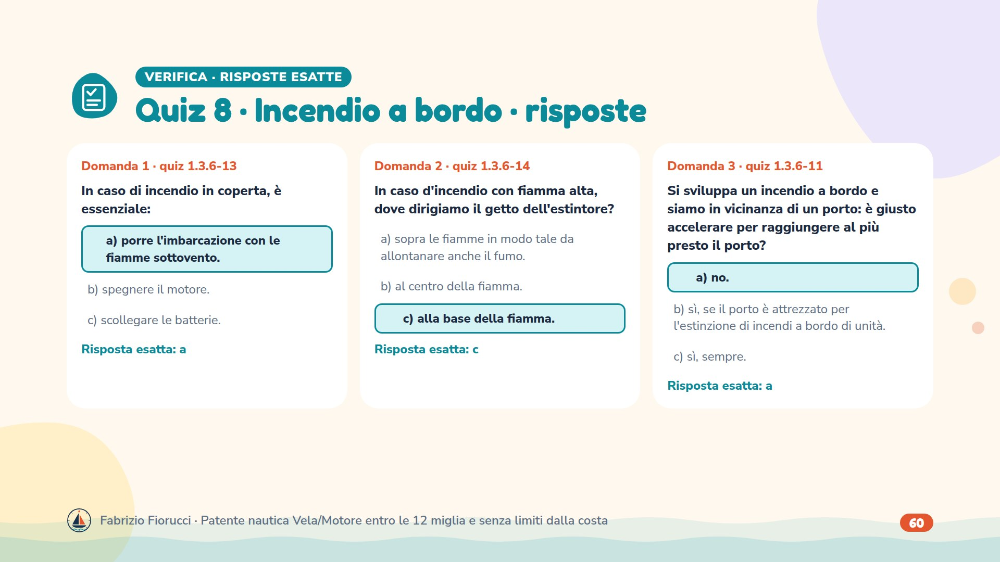 VERIFICA · RISPOSTE ESATTE
Quiz 8 · Incendio a bordo · risposte
Domanda 1 · quiz 1.3.6-13
In caso di incendio in coperta, è
essenziale:
a) porre l'imbarcazione con le
fiamme sottovento.
b) spegnere il motore.
c) scollegare le batterie.
Risposta esatta: a
Domanda 2 · quiz 1.3.6-14
In caso d'incendio con fiamma alta,
dove dirigiamo il getto dell'estintore?
a) sopra le fiamme in modo tale da
allontanare anche il fumo.
b) al centro della fiamma.
c) alla base della fiamma.
Risposta esatta: c
Domanda 3 · quiz 1.3.6-11
Si sviluppa un incendio a bordo e
siamo in vicinanza di un porto: è giusto
accelerare per raggiungere al più
presto il porto?
a) no.
b) sì, se il porto è attrezzato per
l'estinzione di incendi a bordo di unità.
c) sì, sempre.
Risposta esatta: a
Fabrizio Fiorucci · Patente nautica Vela/Motore entro le 12 miglia e senza limiti dalla costa
60